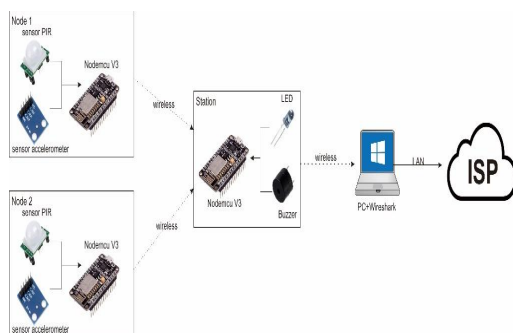 Node 1
sensor PIR
Nodemcu V3
sensor accelerometer
wireless
Node 2
sensor PIR
Nodemcu V3
sensor accelerometer
wireless
Station
LED
Nodemcu V3
Buzzer
wireless
PC+Wireshark
LAN
ISP